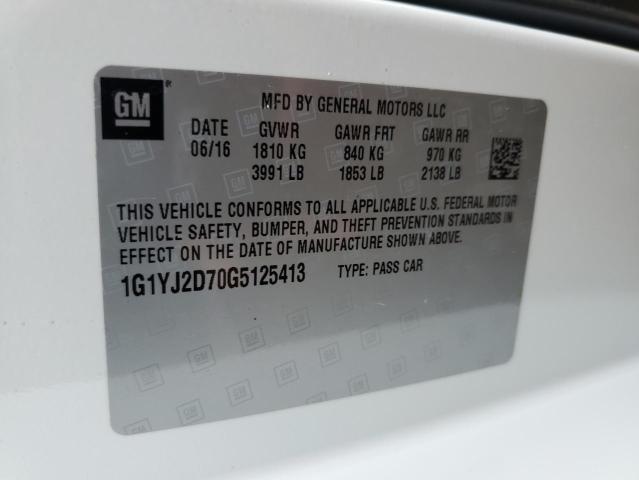 GM ®
MFD BY GENERAL MOTORS LLC
DATE GVWR GAWR FRT GAWR RR
06/16 1810 KG 840 KG 970 KG
3991 LB 1853 LB 2138 LB
THIS VEHICLE CONFORMS TO ALL APPLICABLE U.S. FEDERAL MOTOR
VEHICLE SAFETY, BUMPER, AND THEFT PREVENTION STANDARDS IN
EFFECT ON THE DATE OF MANUFACTURE SHOWN ABOVE.
1G1YJ2D70G5125413 TYPE: PASS CAR